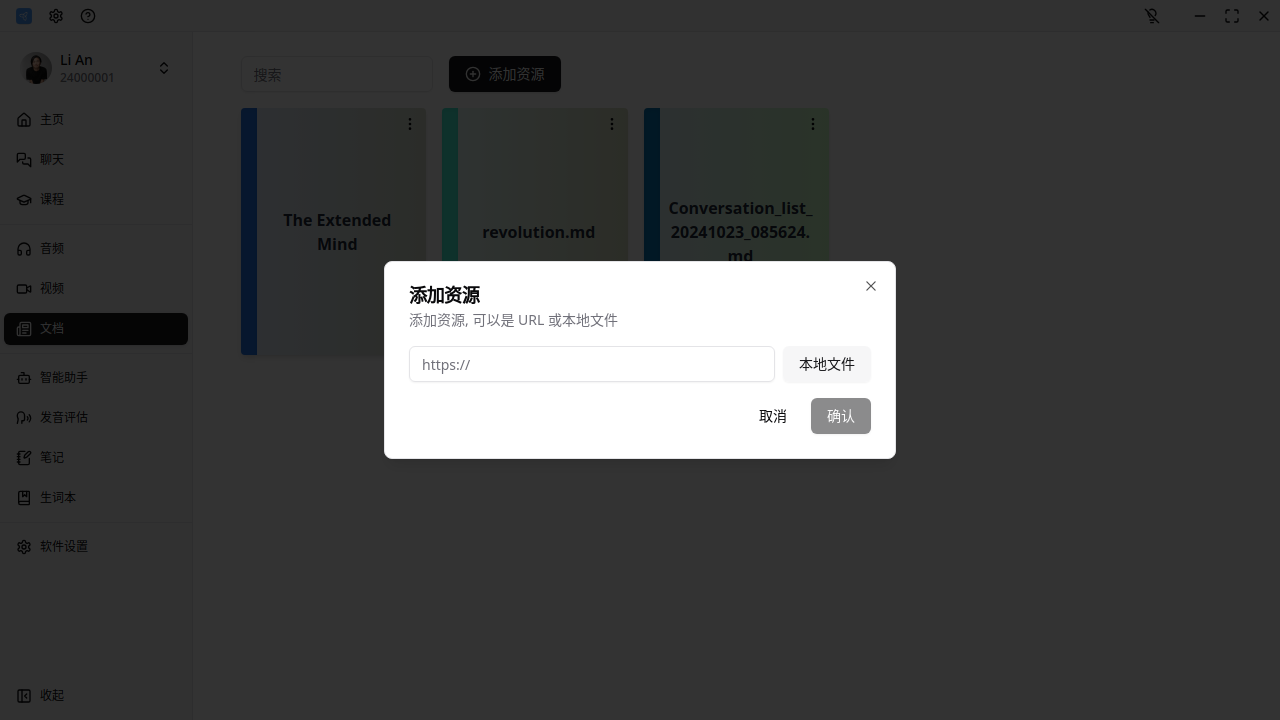 Li An
24000001
主页
聊天
课程
音频
视频
文档
智能助手
发音评估
笔记
生词本
软件设置
收起
搜索
添加资源
The Extended
Mind
revolution.md
Conversation_list_
20241023_085624.
md
添加资源
添加资源, 可以是 URL 或本地文件
https://
本地文件
取消
确认